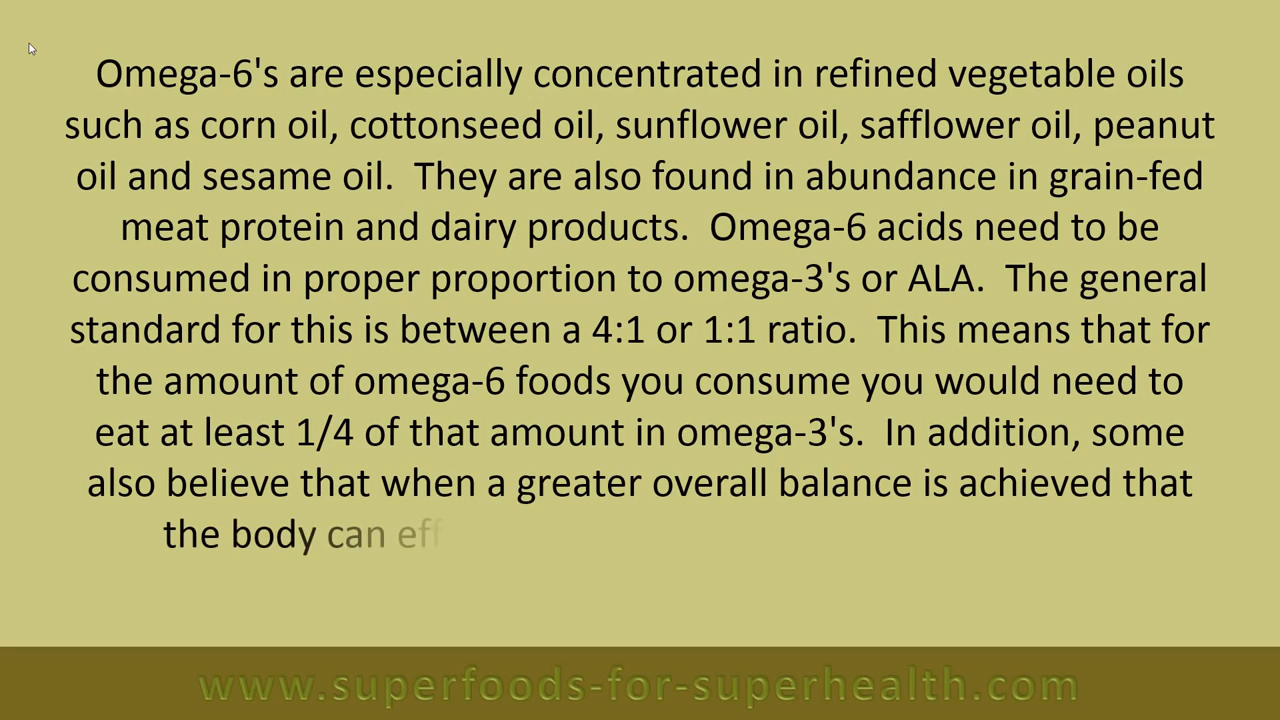 Omega-6's are especially concentrated in refined vegetable oils
such as corn oil, cottonseed oil, sunflower oil, safflower oil, peanut
oil and sesame oil.  They are also found in abundance in grain-fed
meat protein and dairy products.  Omega-6 acids need to be
consumed in proper proportion to omega-3's or ALA.  The general
standard for this is between a 4:1 or 1:1 ratio.  This means that for
the amount of omega-6 foods you consume you would need to
eat at least 1/4 of that amount in omega-3's.  In addition, some
also believe that when a greater overall balance is achieved that
the body can
www.superfoods-for-superhealth.com